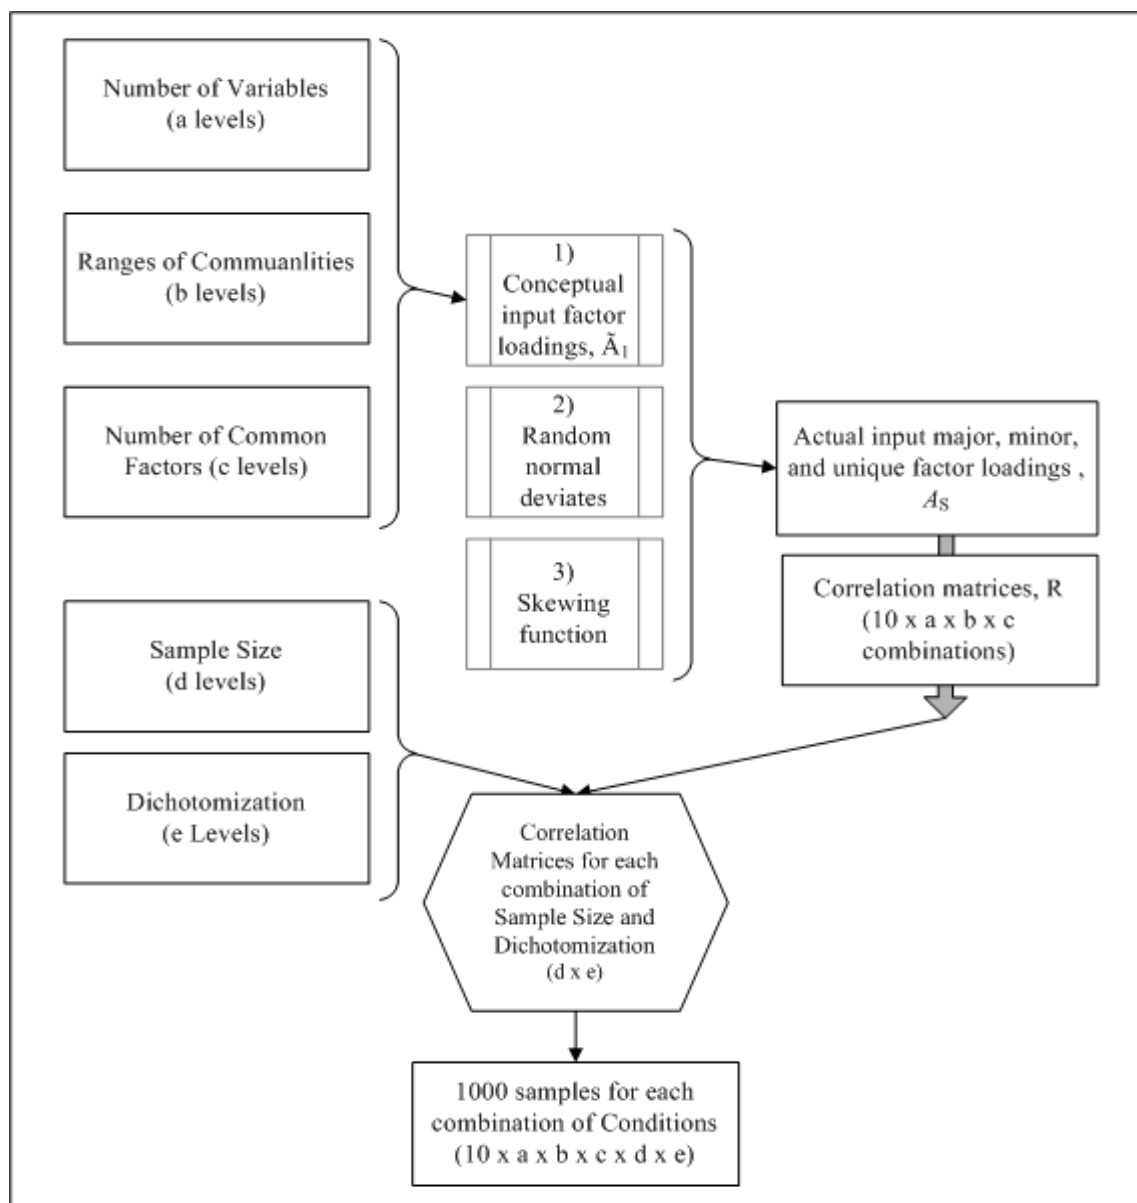 Number of Variables
(a levels)
Ranges of Commuanlities
(b levels)
Number of Common
Factors (c levels)
1)
Conceptual
input factor
loadings, Ã₁
2)
Random
normal
deviates
3)
Skewing
function
Actual input major, minor,
and unique factor loadings ,
A_S
Correlation matrices, R
(10 x a x b x c
combinations)
Sample Size
(d levels)
Dichotomization
(e Levels)
Correlation
Matrices for each
combination of
Sample Size and
Dichotomization
(d x e)
1000 samples for each
combination of Conditions
(10 x a x b x c x d x e)